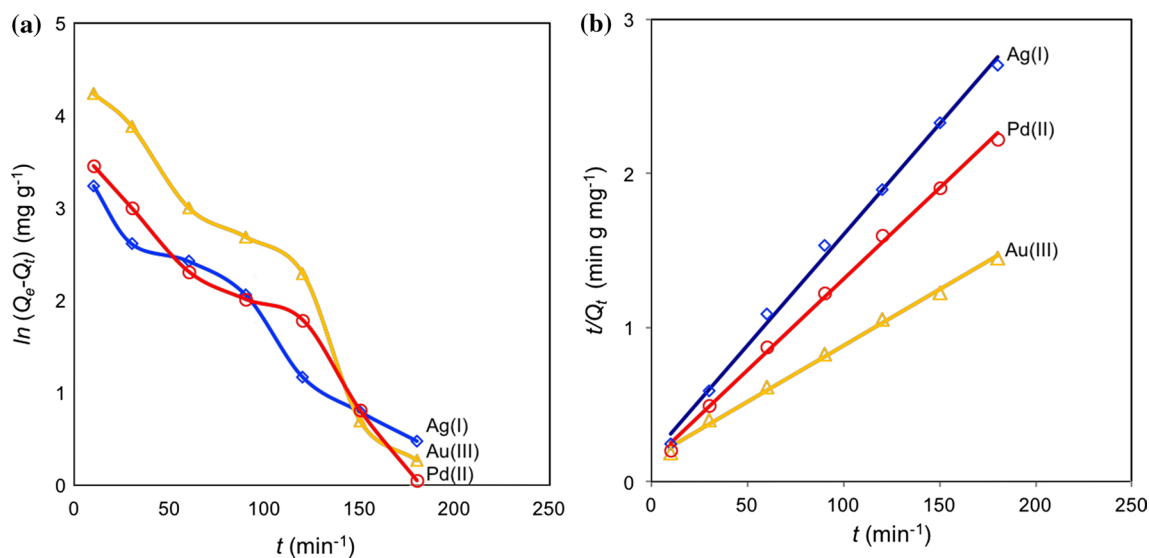 (a)
5
4
3
2
1
0
ln (Qe-Qt) (mg g-1)
Ag(I)
Au(III)
Pd(II)
0 50 100 150 200 250
t (min-1)
(b)
3
2
1
0
t/Qt (min g mg-1)
Ag(I)
Pd(II)
Au(III)
0 50 100 150 200 250
t (min-1)